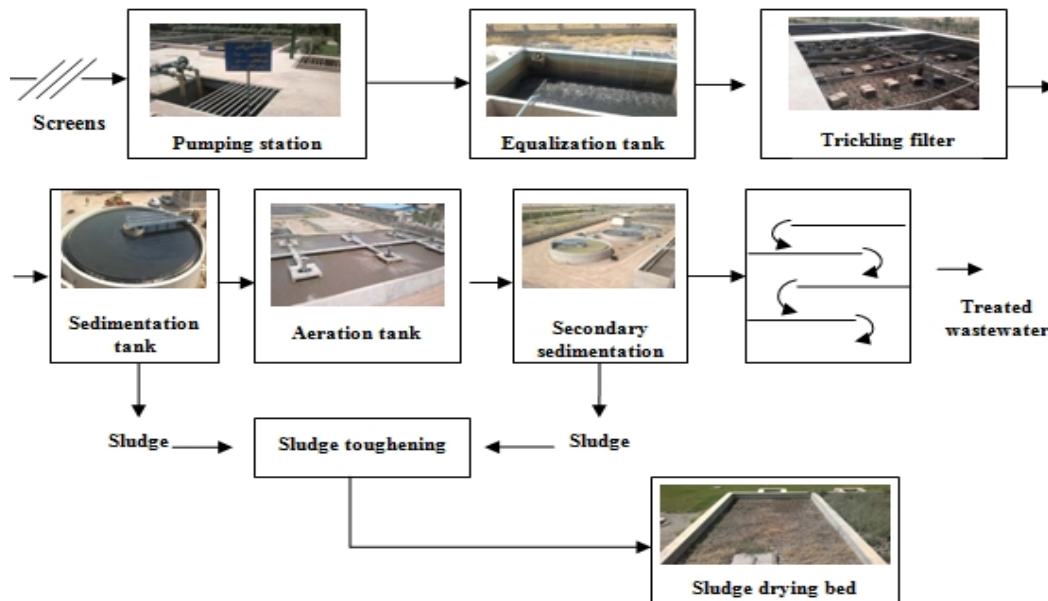 Screens
Pumping station
Equalization tank
Trickling filter
Sedimentation
tank
Aeration tank
Secondary
sedimentation
Treated
wastewater
Sludge
Sludge toughening
Sludge
Sludge drying bed